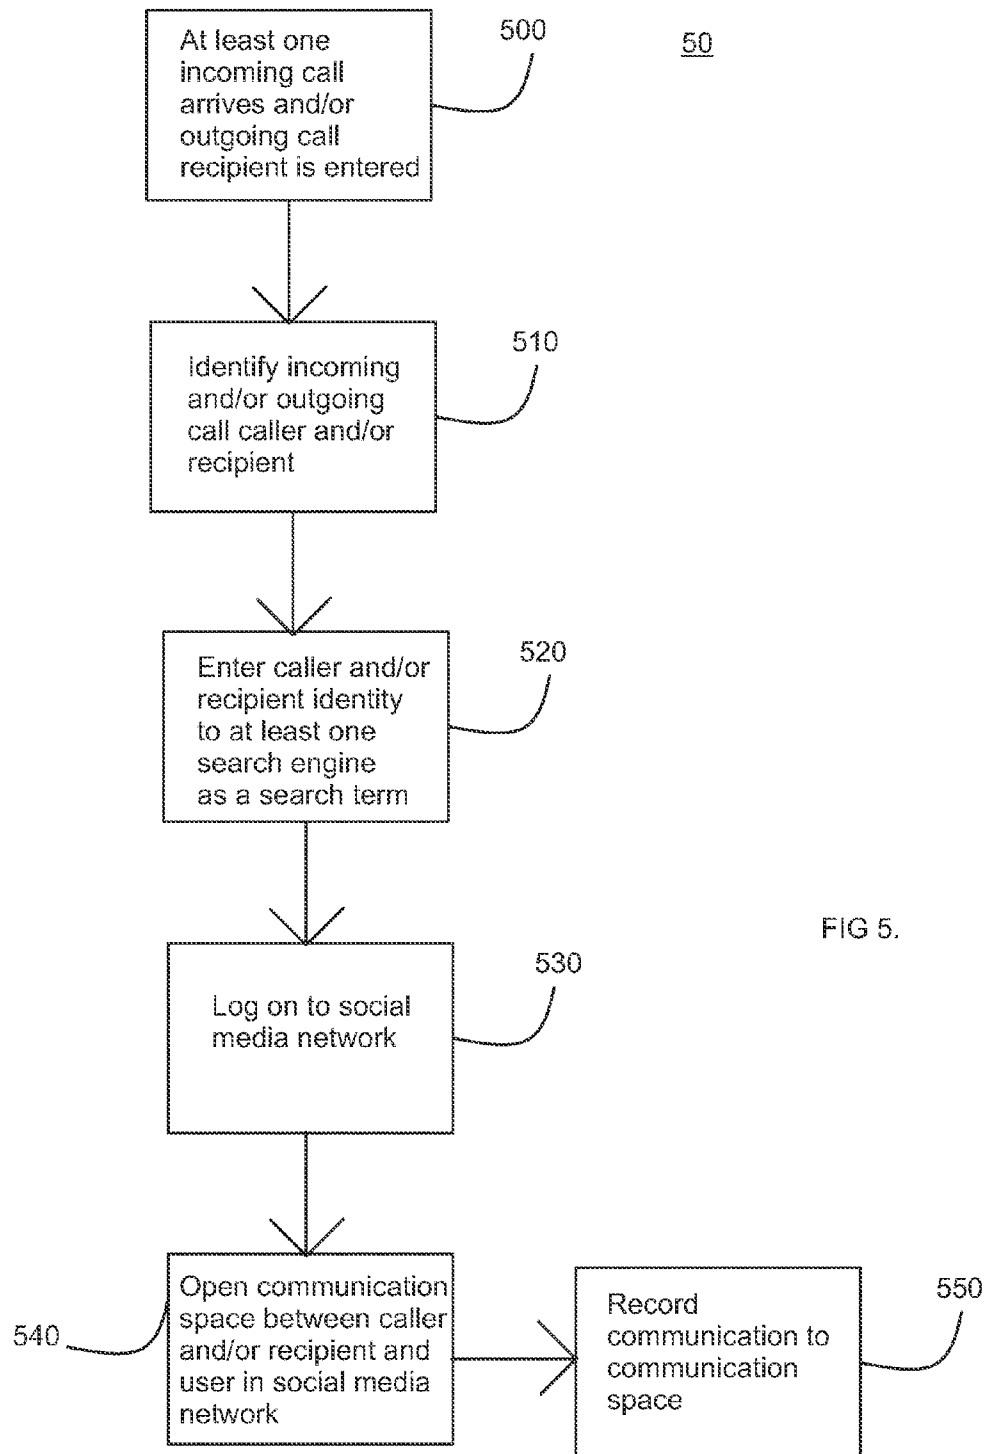 At least one
incoming call
arrives and/or
outgoing call
recipient is entered
500
50
Identify incoming
and/or outgoing
call caller and/or
recipient
510
Enter caller and/or
recipient identity
to at least one
search engine
as a search term
520
FIG 5.
Log on to social
media network
530
Open communication
space between caller
and/or recipient and
user in social media
network
540
Record
communication to
communication
space
550